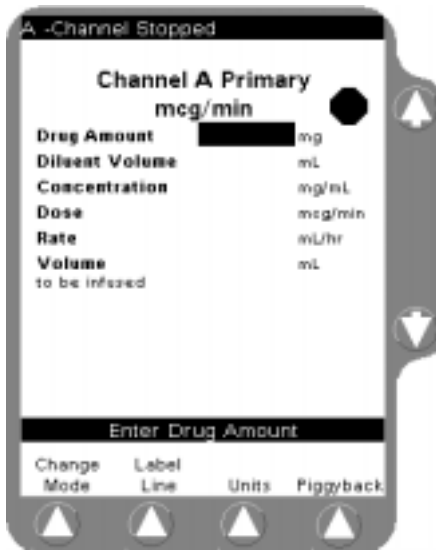 A -Channel Stopped
Channel A Primary
mcg/min
Drug Amount mg
Diluent Volume mL
Concentration mg/mL
Dose mcg/min
Rate mL/hr
Volume mL
to be infused
Enter Drug Amount
Change Label
Mode Line Units Piggyback